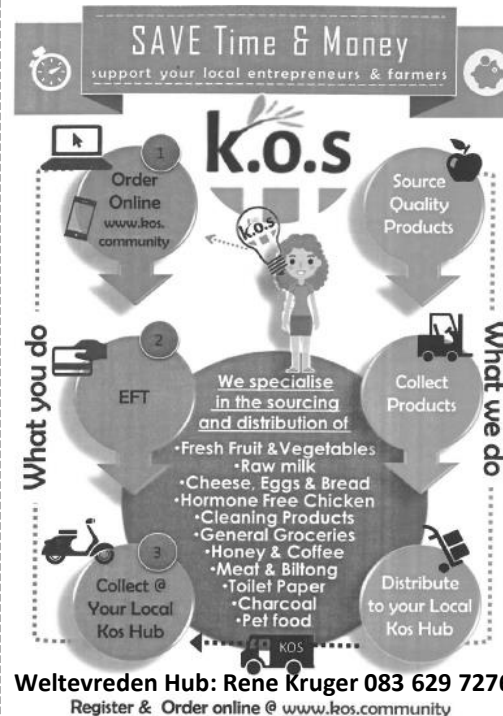 SAVE Time & Money
support your local entrepreneurs & farmers
k.o.s
What you do
1
Order
Online
www.kos.
community
2
EFT
3
Collect @
Your Local
Kos Hub
k.o.s
We specialise
in the sourcing
and distribution of
•Fresh Fruit &Vegetables
•Raw milk
•Cheese, Eggs & Bread
•Hormone Free Chicken
•Cleaning Products
•General Groceries
•Honey & Coffee
•Meat & Biltong
•Toilet Paper
•Charcoal
•Pet food
KOS
What we do
Source
Quality
Products
Collect
Products
Distribute
to your Local
Kos Hub
Weltevreden Hub: Rene Kruger 083 629 7270
Register & Order online @ www.kos.community